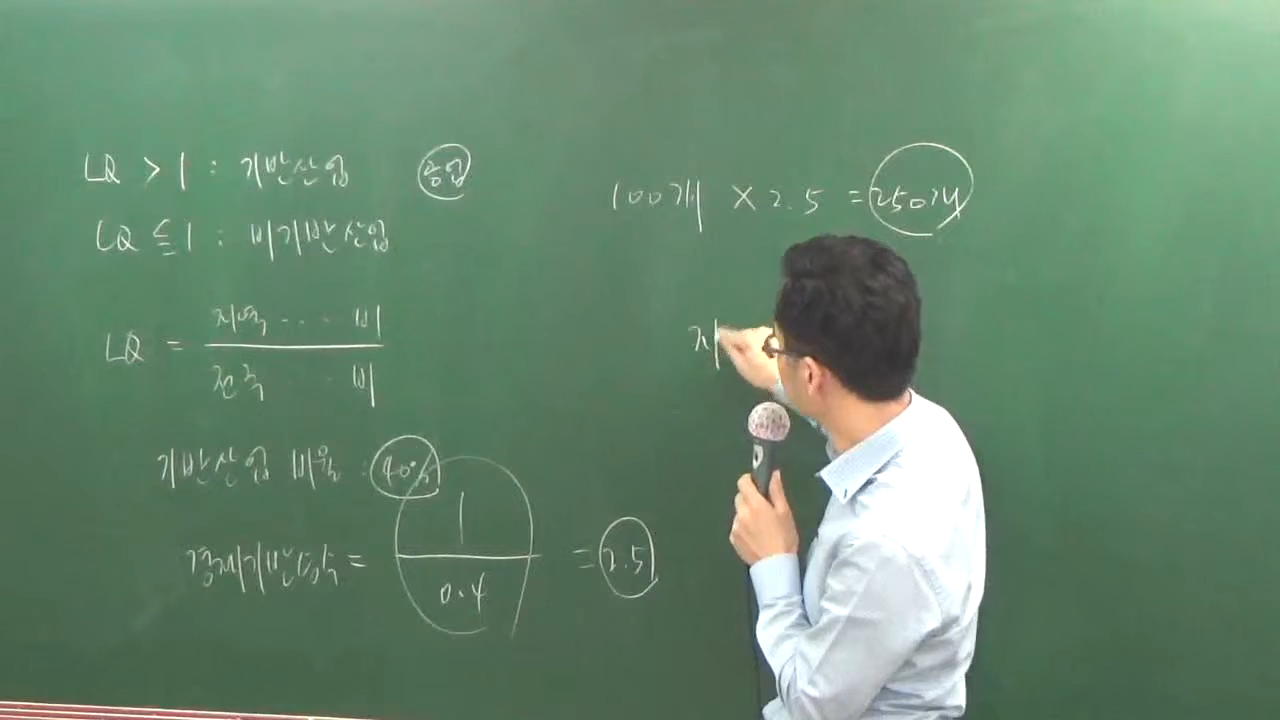 LQ > 1 : 기반산업
LQ ≦ 1 : 비기반산업
LQ = 지역 .. .. 비
전국 .. .. 비
기반산업 비율 : 40%
경제기반승수 = 1
0.4
= 2.5
100개 × 2.5 = 250개
지